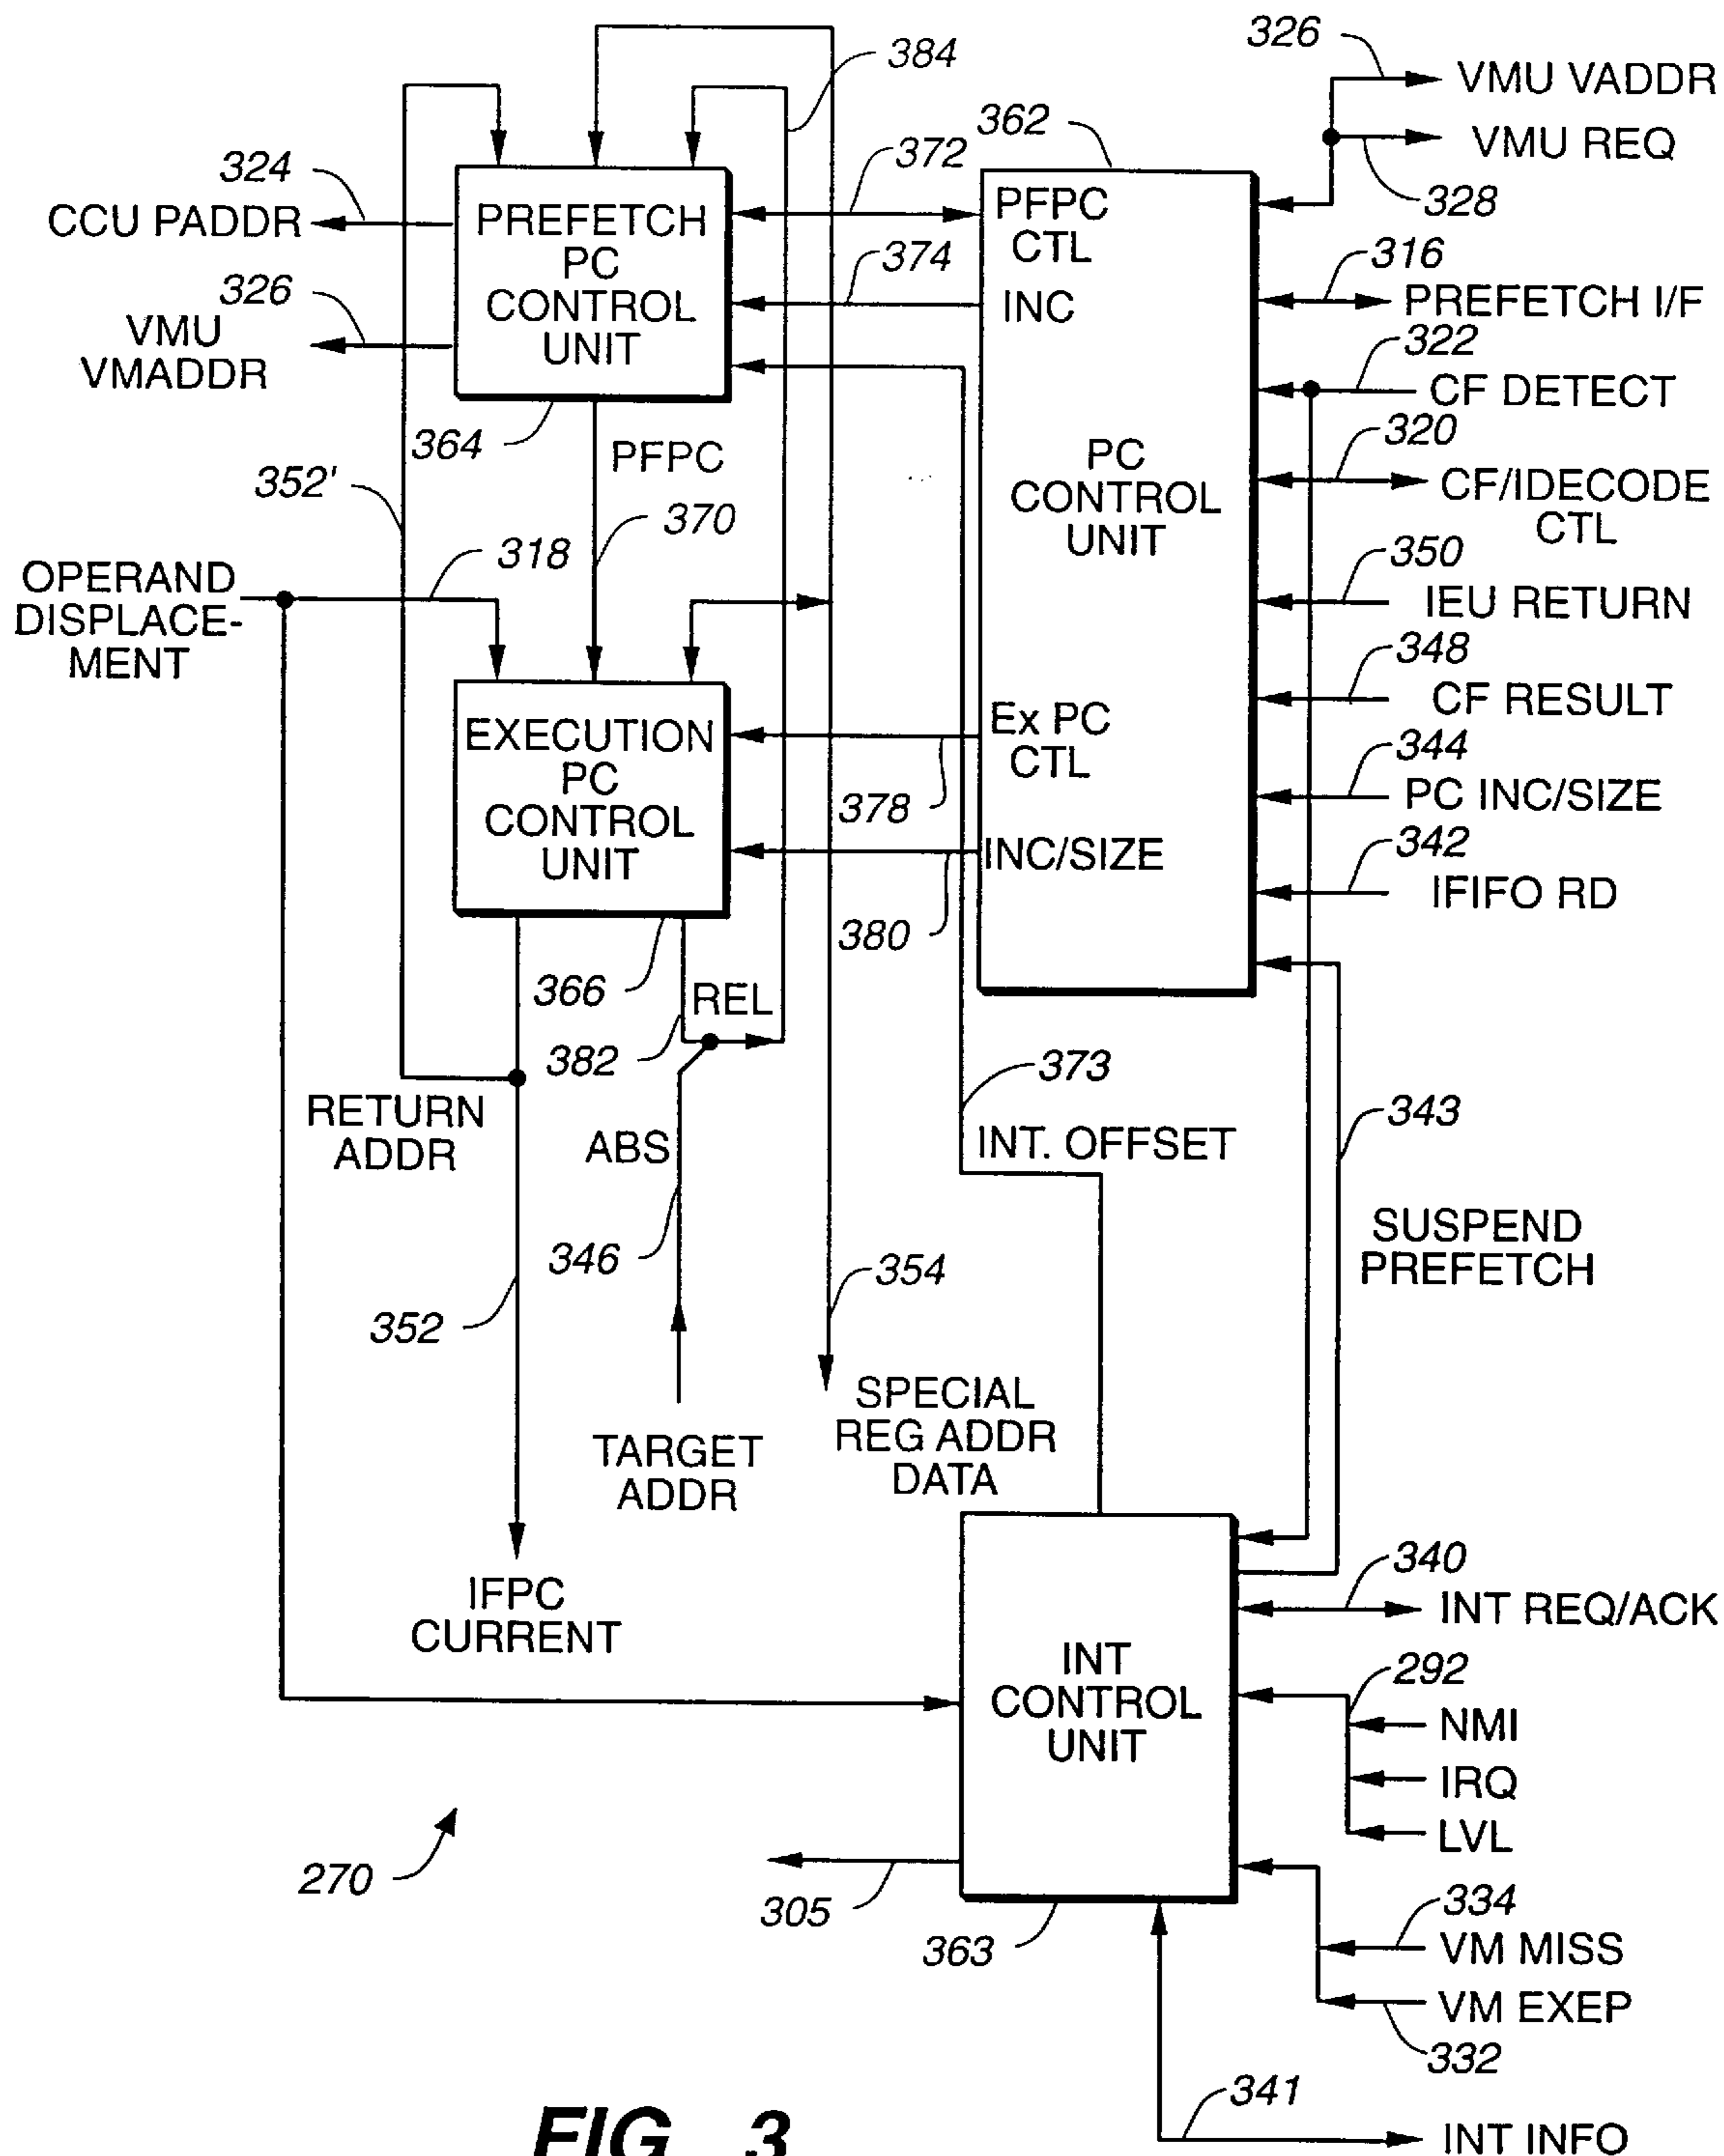 326
VMU VADDR
384
362
372
VMU REQ
324
328
CCU PADDR
PREFETCH
PC
CONTROL
UNIT
PFPC
CTL
374
316
326
INC
PREFETCH I/F
VMU
VMADDR
322
CF DETECT
364
PFPC
320
352'
PC
CONTROL
UNIT
CF/IDECODE
CTL
370
318
350
OPERAND
DISPLACE-
MENT
IEU RETURN
348
CF RESULT
EXECUTION
PC
CONTROL
UNIT
Ex PC
CTL
344
378
PC INC/SIZE
INC/SIZE
342
IFIFO RD
380
366
REL
382
373
343
RETURN
ADDR
ABS
INT. OFFSET
SUSPEND
PREFETCH
346
354
352
SPECIAL
REG ADDR
DATA
TARGET
ADDR
340
IFPC
CURRENT
INT REQ/ACK
INT
CONTROL
UNIT
292
NMI
IRQ
LVL
270
305
363
334
VM MISS
VM EXEP
332
341
INT INFO
FIG. 3